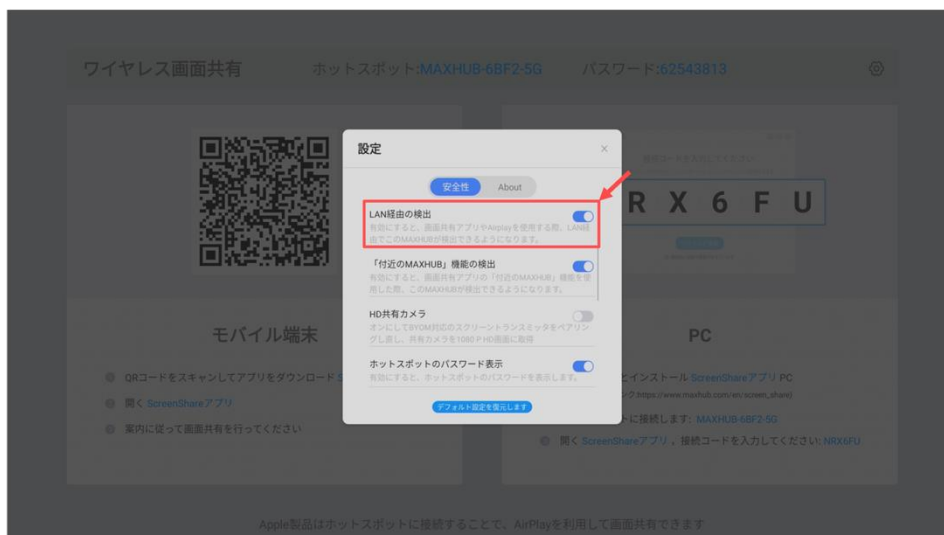 ワイヤレス画面共有 ホットスポット:MAXHUB-6BF2-5G パスワード:62543813
設定
安全性 About
LAN経由の検出
有効にすると、画面共有アプリやAirplayを使用する際、LAN経
由でこのMAXHUBが検出できるようになります。
「付近のMAXHUB」機能の検出
有効にすると、画面共有アプリの「付近のMAXHUB」機能を使
用した際、このMAXHUBが検出できるようになります。
HD共有カメラ
オンにしてBYOM対応のスクリーントランスミッタをペアリン
グし直し、共有カメラを1080 P HD画面に取得
ホットスポットのパスワード表示
有効にすると、ホットスポットのパスワードを表示します。
デフォルト設定を復元します
R X 6 F U
モバイル端末
QRコードをスキャンしてアプリをダウンロード
開く ScreenShareアプリ
案内に従って画面共有を行ってください
PC
とインストール ScreenShareアプリ PC
ク:https://www.maxhub.com/en/screen_share)
トに接続します: MAXHUB-6BF2-5G
開く ScreenShareアプリ，接続コードを入力してください: NRX6FU
Apple製品はホットスポットに接続することで、AirPlayを利用して画面共有できます